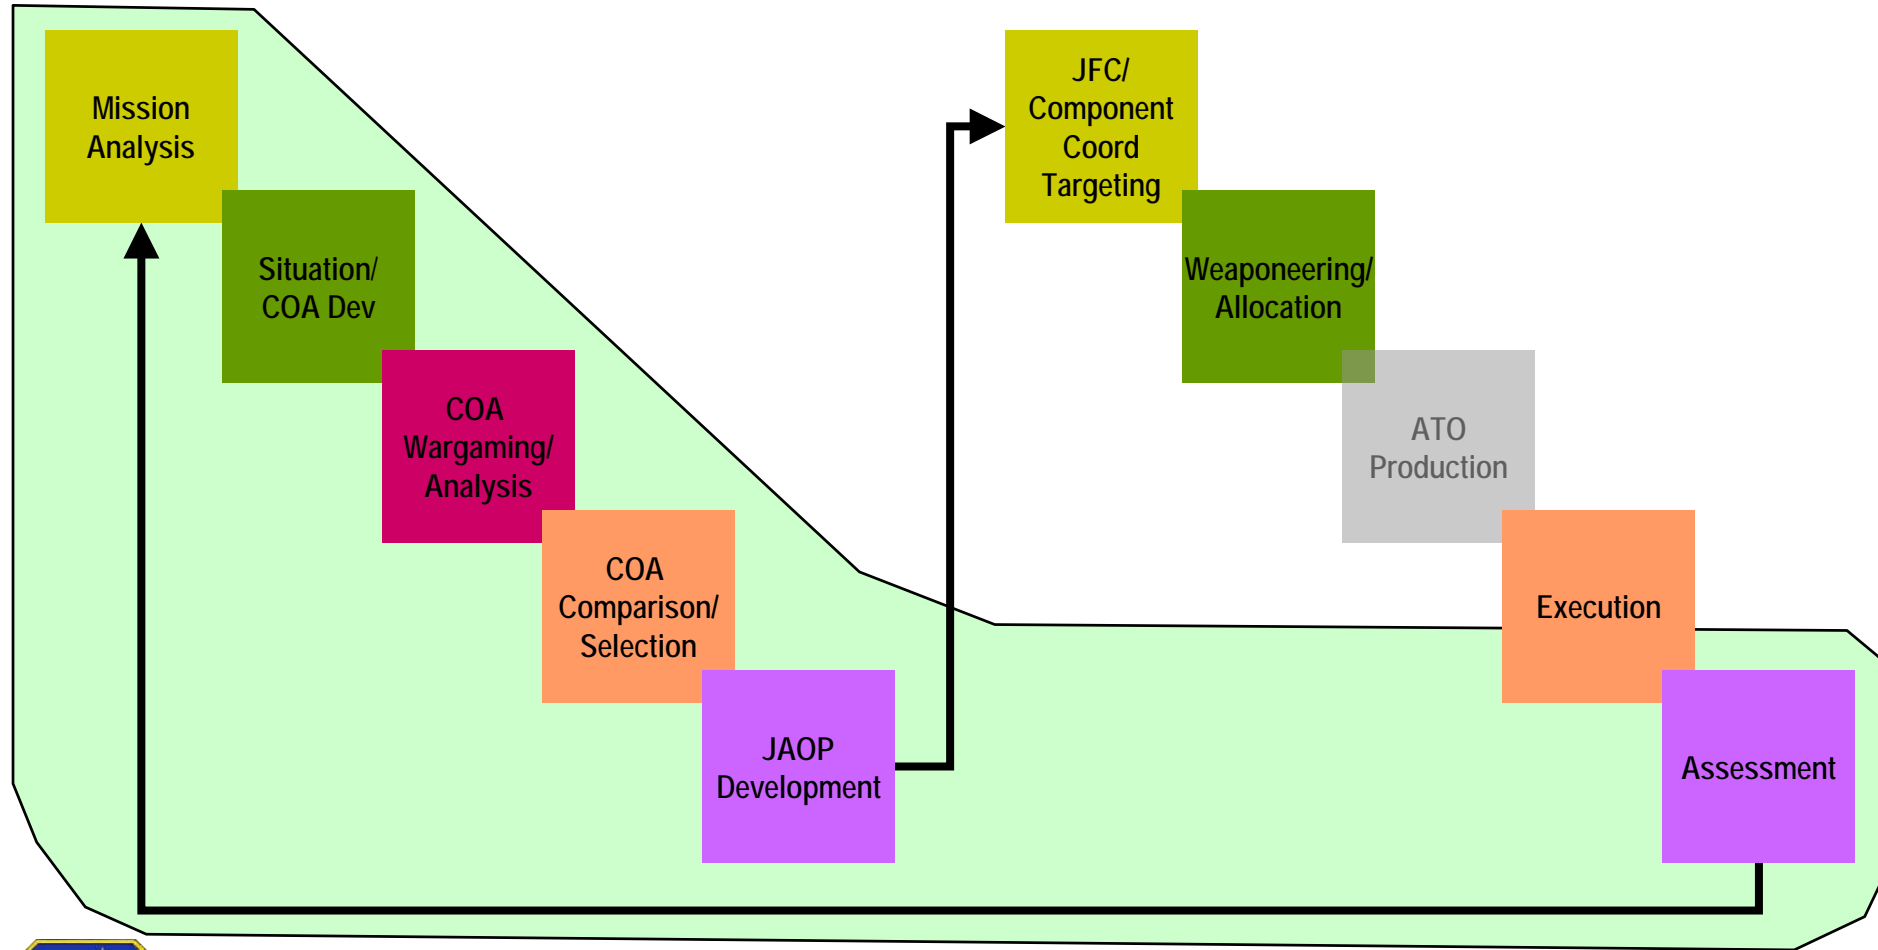 Mission
Analysis
Situation/
COA Dev
COA
Wargaming/
Analysis
COA
Comparison/
Selection
JAOP
Development
JFC/
Component
Coord
Targeting
Weaponeering/
Allocation
ATO
Production
Execution
Assessment